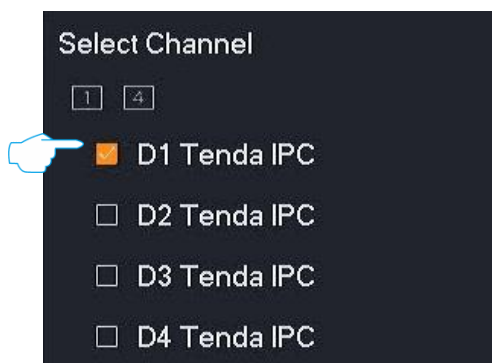 Select Channel
1 4
D1 Tenda IPC
D2 Tenda IPC
D3 Tenda IPC
D4 Tenda IPC